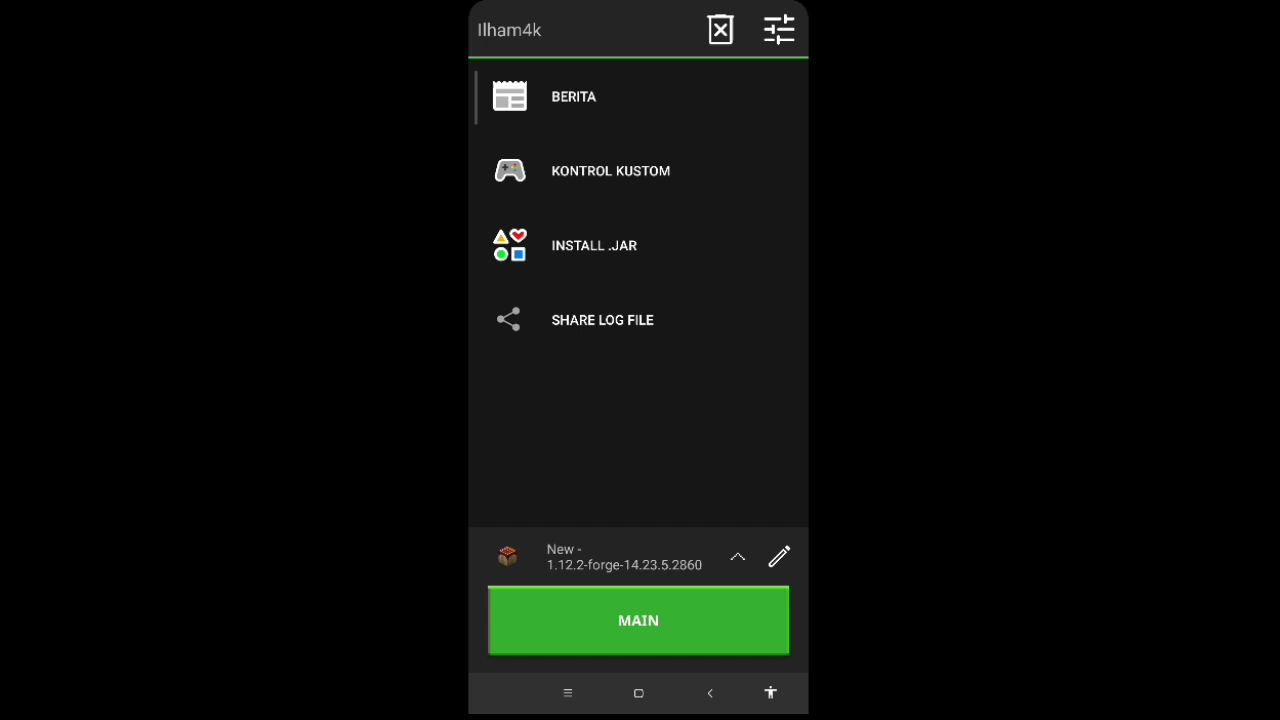 Ilham4k
BERITA
KONTROL KUSTOM
INSTALL .JAR
SHARE LOG FILE
New -
1.12.2-forge-14.23.5.2860
MAIN